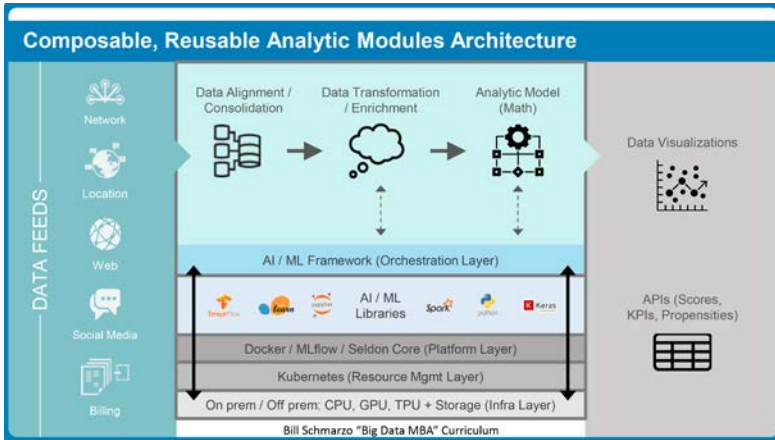 Composable, Reusable Analytic Modules Architecture
DATA FEEDS
Network
Location
Web
Social Media
Billing
Data Alignment /
Consolidation
Data Transformation
/ Enrichment
Analytic Model
(Math)
AI / ML Framework (Orchestration Layer)
TensorFlow
learn
jupyter
AI / ML
Libraries
Spark
python
K Keras
Docker / MLflow / Seldon Core (Platform Layer)
Kubernetes (Resource Mgmt Layer)
On prem / Off prem: CPU, GPU, TPU + Storage (Infra Layer)
Bill Schmarzo "Big Data MBA" Curriculum
Data Visualizations
APIs (Scores,
KPIs, Propensities)